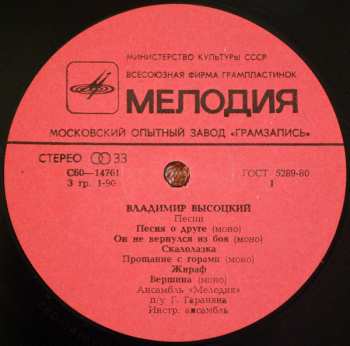 МИНИСТЕРСТВО КУЛЬТУРЫ СССР
ВСЕСОЮЗНАЯ ФИРМА ГРАМПЛАСТИНОК
МЕЛОДИЯ
МОСКОВСКИЙ ОПЫТНЫЙ ЗАВОД «ГРАМЗАПИСЬ»
СТЕРЕО 33
С60—14761
3 гр. 1-90
ГОСТ 5289-80
1
ВЛАДИМИР ВЫСОЦКИЙ
Песни
Песня о друге (моно)
Он не вернулся из боя (моно)
Скалолазка
Прощание с горами (моно)
Жираф
Вершина (моно)
Ансамбль «Мелодия»
п/у Г. Гараняна
Инстр. ансамбль